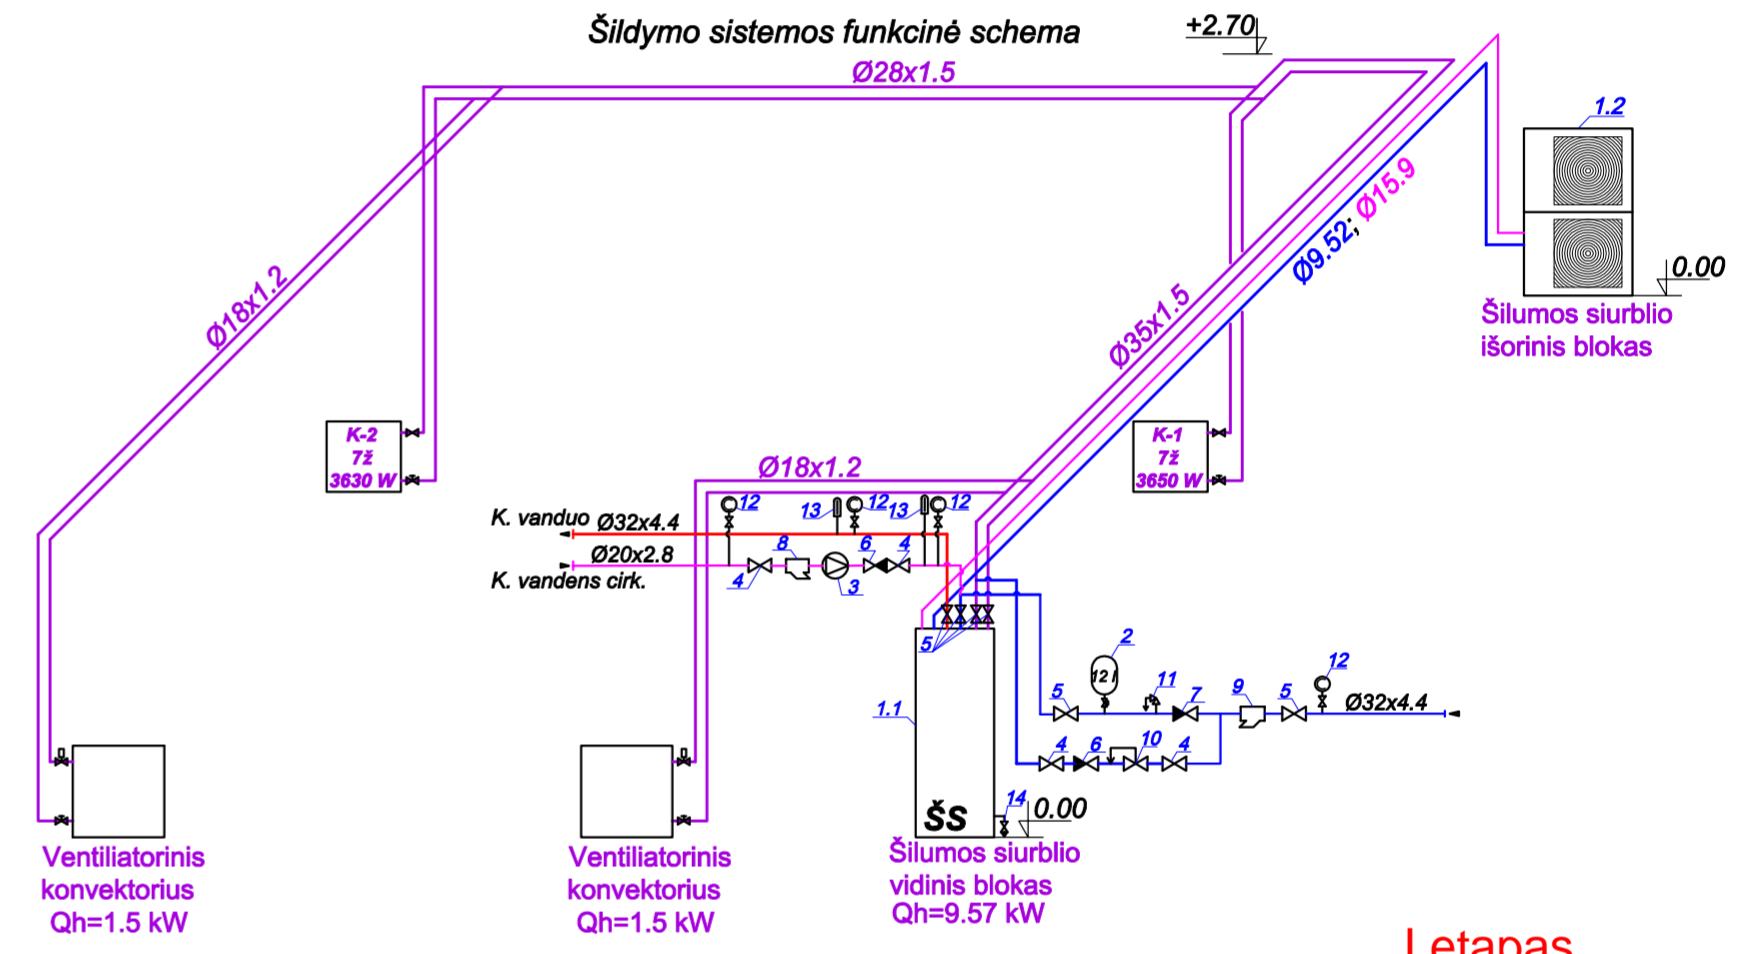 Šildymo sistemos funkcinė schema
+2.70
Ø28x1.5
1.2
Ø9.52; Ø15.9
0.00
Šilumos siurblio
išorinis blokas
Ø18x1.2
Ø35x1.5
K-2
7ž
3630 W
K-1
7ž
3650 W
Ø18x1.2
12
13
12
13
12
K. vanduo Ø32x4.4
Ø20x2.8
K. vandens cirk.
8
6
4
4
3
5
2
12 l
11
7
9
5
12
Ø32x4.4
5
1.1
4
6
10
4
14
0.00
ŠS
Ventiliatorinis
konvektorius
Qh=1.5 kW
Ventiliatorinis
konvektorius
Qh=1.5 kW
Šilumos siurblio
vidinis blokas
Qh=9.57 kW
I etapas